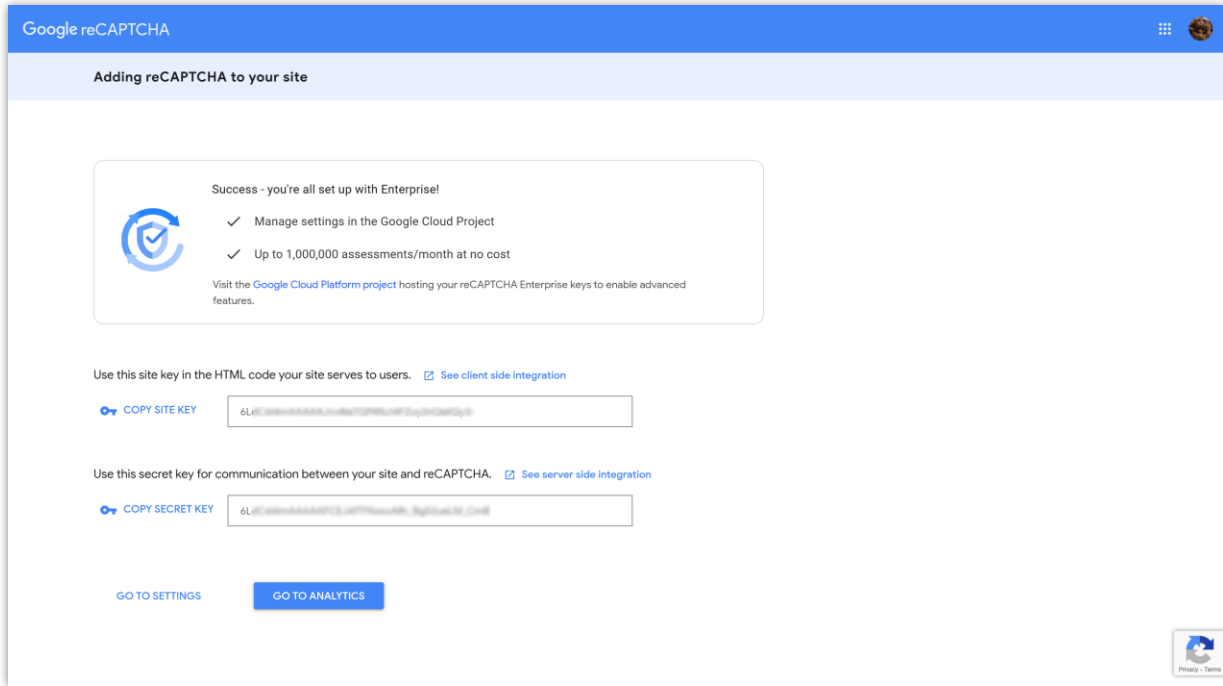 Google reCAPTCHA
Adding reCAPTCHA to your site
Success - you're all set up with Enterprise!
Manage settings in the Google Cloud Project
Up to 1,000,000 assessments/month at no cost
Visit the Google Cloud Platform project hosting your reCAPTCHA Enterprise keys to enable advanced
features.
Use this site key in the HTML code your site serves to users. See client side integration
COPY SITE KEY
Use this secret key for communication between your site and reCAPTCHA. See server side integration
COPY SECRET KEY
GO TO SETTINGS GO TO ANALYTICS
Privacy - Terms